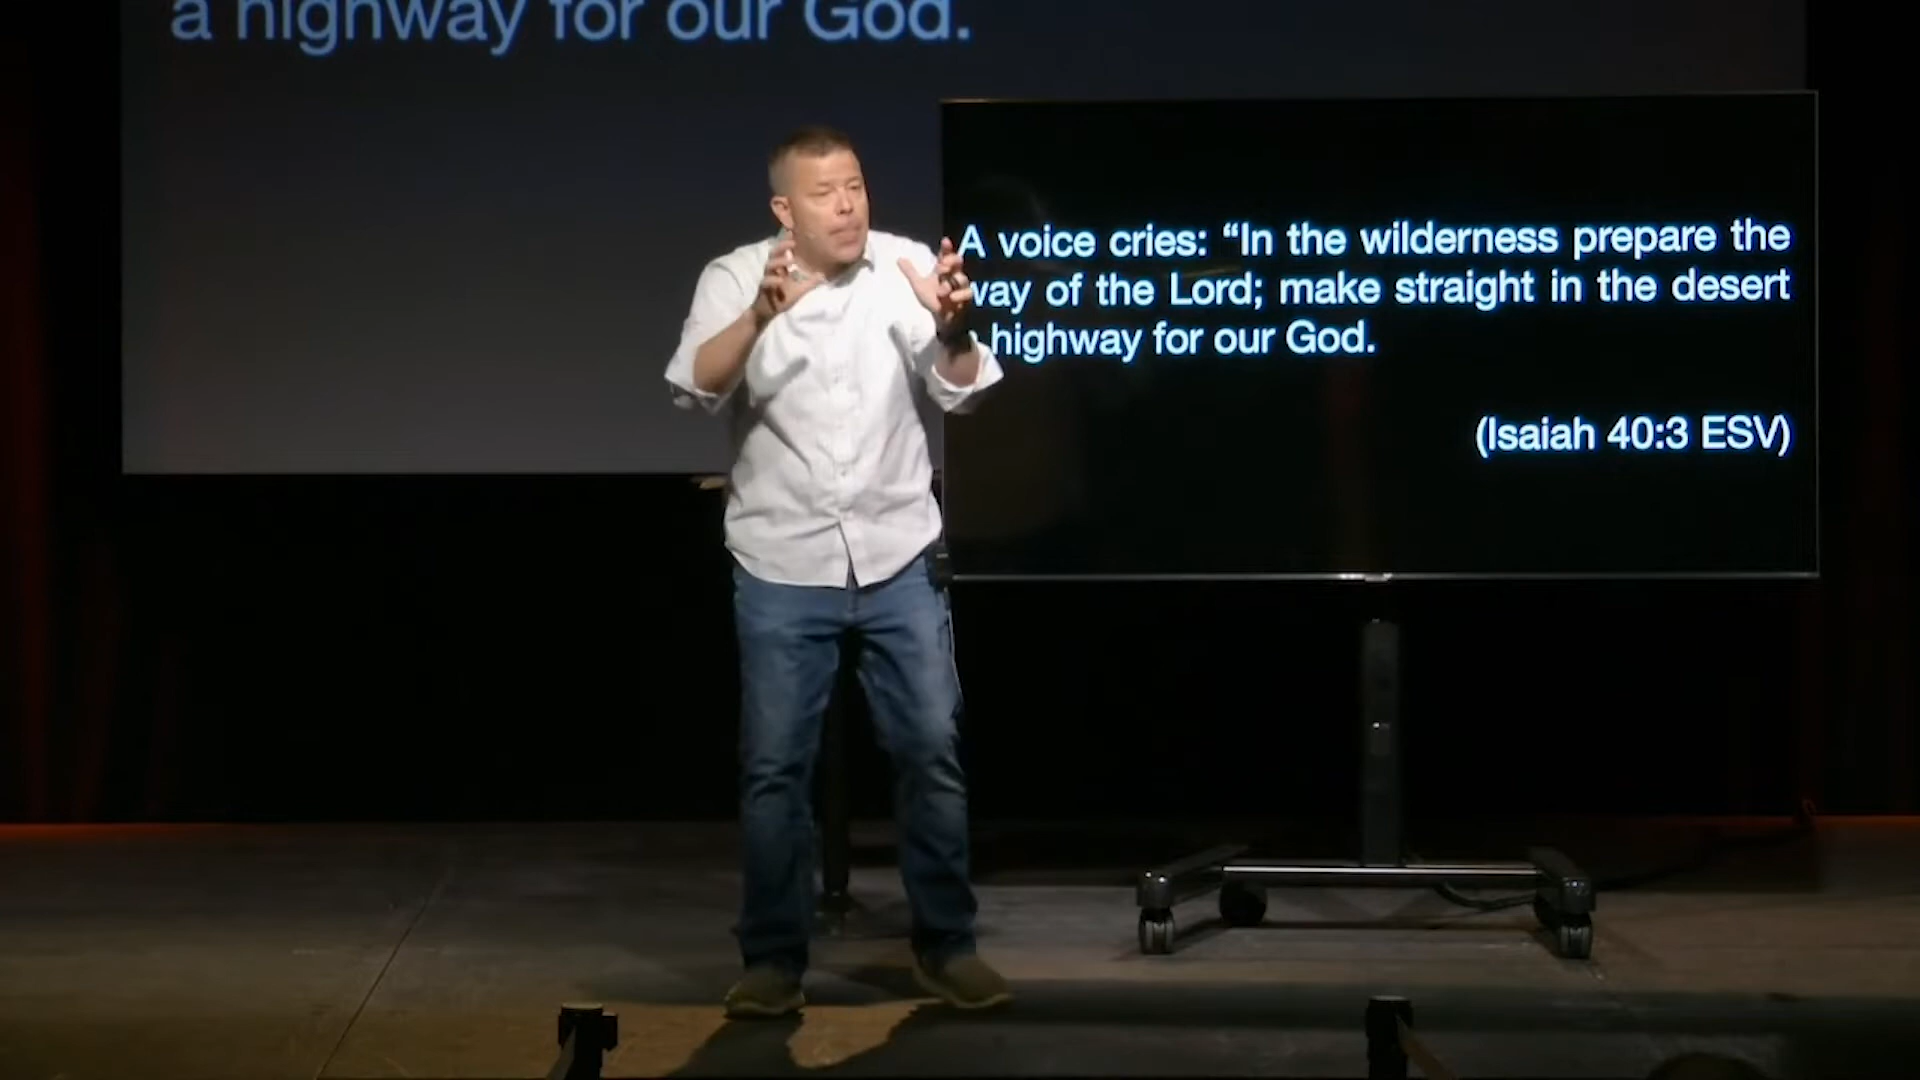 a highway for our God.
A voice cries: “In the wilderness prepare the
way of the Lord; make straight in the desert
highway for our God.
(Isaiah 40:3 ESV)